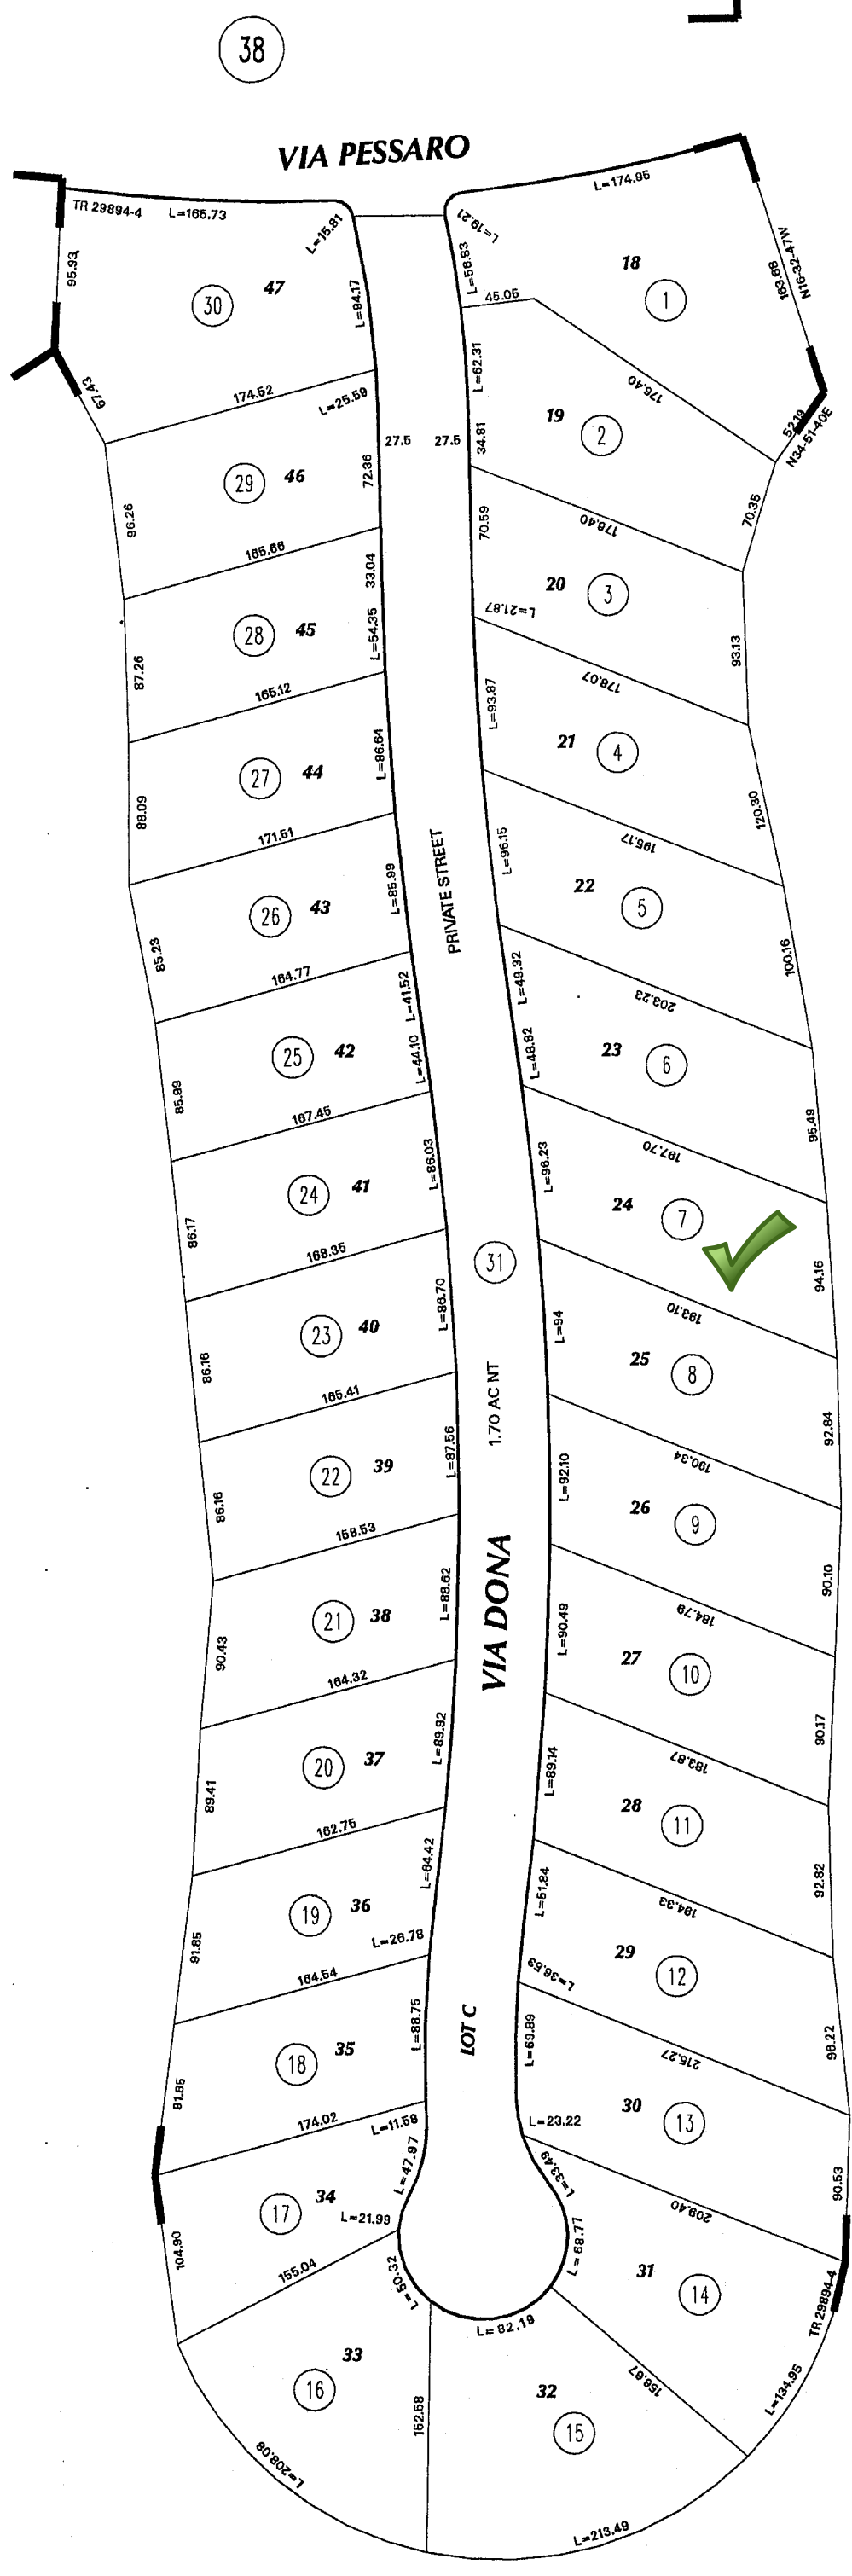 38
VIA PESSARO
TR 29894-4
L=165.73
L=15.81
L=19.21
L=174.95
95.93
47
30
L=94.17
L=56.83
18
1
163.68
N16-32-47W
45.05
67.43
174.52
L=25.59
L=62.31
176.40
52.19
N34-51-40E
19
2
27.5
27.5
34.81
46
29
72.36
96.26
165.66
178.40
70.35
70.59
33.04
20
3
L=21.87
45
28
L=54.35
87.26
165.12
178.07
93.13
L=93.87
44
27
L=86.64
21
4
88.09
171.51
195.17
120.30
L=96.15
PRIVATE STREET
43
26
L=85.99
22
5
85.23
164.77
L=41.52
L=49.32
203.23
100.16
42
25
L=44.10
L=48.62
23
6
85.99
167.45
197.70
95.49
41
24
L=86.03
L=96.23
24
7
86.17
168.35
31
193.10
94.16
40
23
L=86.70
L=94
25
8
86.16
165.41
1.70 AC NT
190.34
92.84
39
22
L=87.56
L=92.10
26
9
86.16
158.53
184.79
90.10
VIA DONA
38
21
L=88.62
L=90.49
27
10
90.43
164.32
183.87
90.17
37
20
L=89.92
L=89.14
28
11
89.41
162.75
194.33
92.82
36
19
L=64.42
L=26.78
L=51.84
L=36.53
29
12
91.85
164.54
215.27
96.22
LOT C
35
18
L=88.75
L=69.89
30
13
91.85
174.02
L=11.58
L=23.22
209.40
90.53
34
17
L=47.97
L=21.99
L=33.49
L=68.77
104.90
155.04
L=50.32
L=82.19
31
14
TR 29894-4
L=134.95
158.67
33
16
152.58
32
15
L=208.08
L=213.49